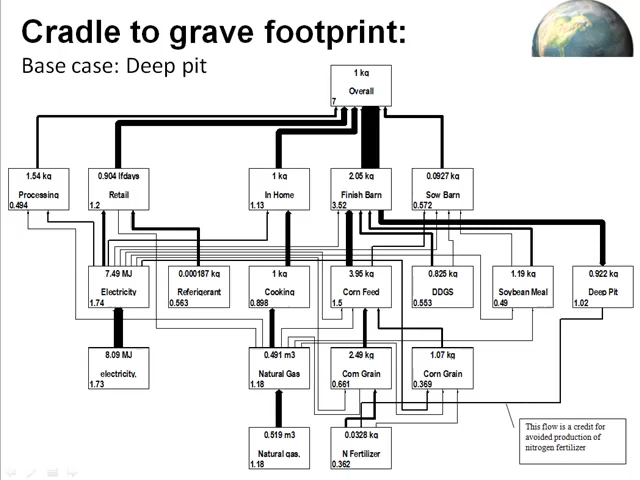 Cradle to grave footprint:
Base case: Deep pit
1 kg
Overall
7
1.54 kg
Processing
0.494
0.904 lfdays
Retail
1.2
1 kg
In Home
1.13
2.05 kg
Finish Barn
3.52
0.0927 kg
Sow Barn
0.572
7.49 MJ
Electricity
1.74
0.000187 kg
Refrigerant
0.563
1 kg
Cooking
0.898
3.95 kg
Corn Feed
1.5
0.825 kg
DDGS
0.553
1.19 kg
Soybean Meal
0.49
0.922 kg
Deep Pit
1.02
8.09 MJ
electricity,
1.73
0.491 m3
Natural Gas
1.18
2.49 kg
Corn Grain
0.661
1.07 kg
Corn Grain
0.369
0.519 m3
Natural gas,
1.18
0.0328 kg
N Fertilizer
0.362
This flow is a credit for
avoided production of
nitrogen fertilizer